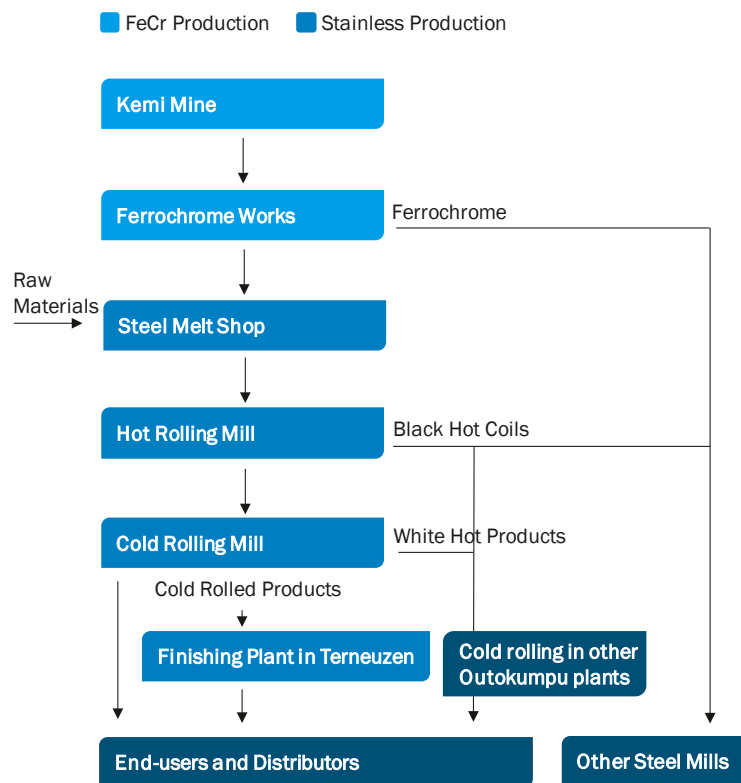 FeCr Production
Stainless Production
Kemi Mine
Ferrochrome Works
Ferrochrome
Raw
Materials
Steel Melt Shop
Hot Rolling Mill
Black Hot Coils
Cold Rolling Mill
White Hot Products
Cold Rolled Products
Finishing Plant in Terneuzen
Cold rolling in other
Outokumpu plants
End-users and Distributors
Other Steel Mills